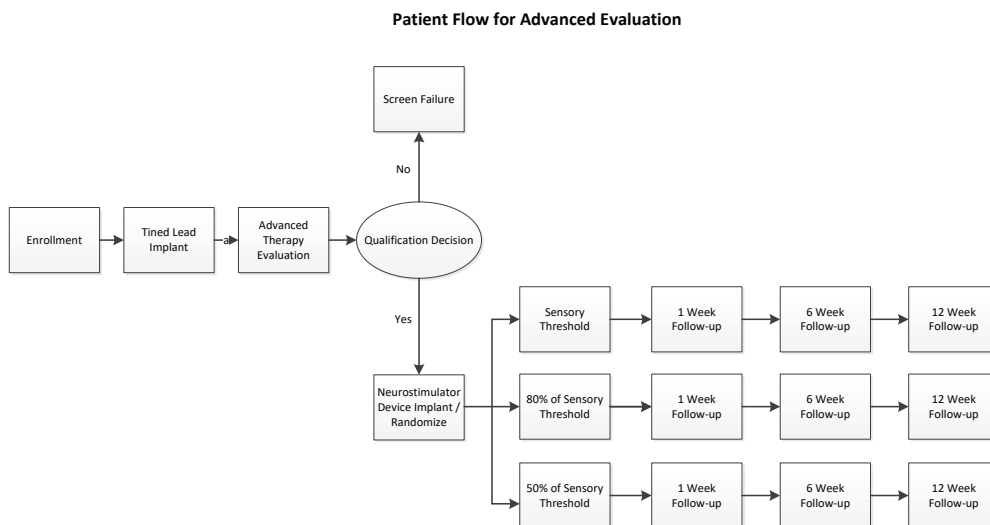 Patient Flow for Advanced Evaluation
Screen Failure
No
Enrollment
Tined Lead
Implant
a
Advanced
Therapy
Evaluation
Qualification Decision
Yes
Neurostimulator
Device Implant /
Randomize
Sensory
Threshold
1 Week
Follow-up
6 Week
Follow-up
12 Week
Follow-up
80% of Sensory
Threshold
1 Week
Follow-up
6 Week
Follow-up
12 Week
Follow-up
50% of Sensory
Threshold
1 Week
Follow-up
6 Week
Follow-up
12 Week
Follow-up